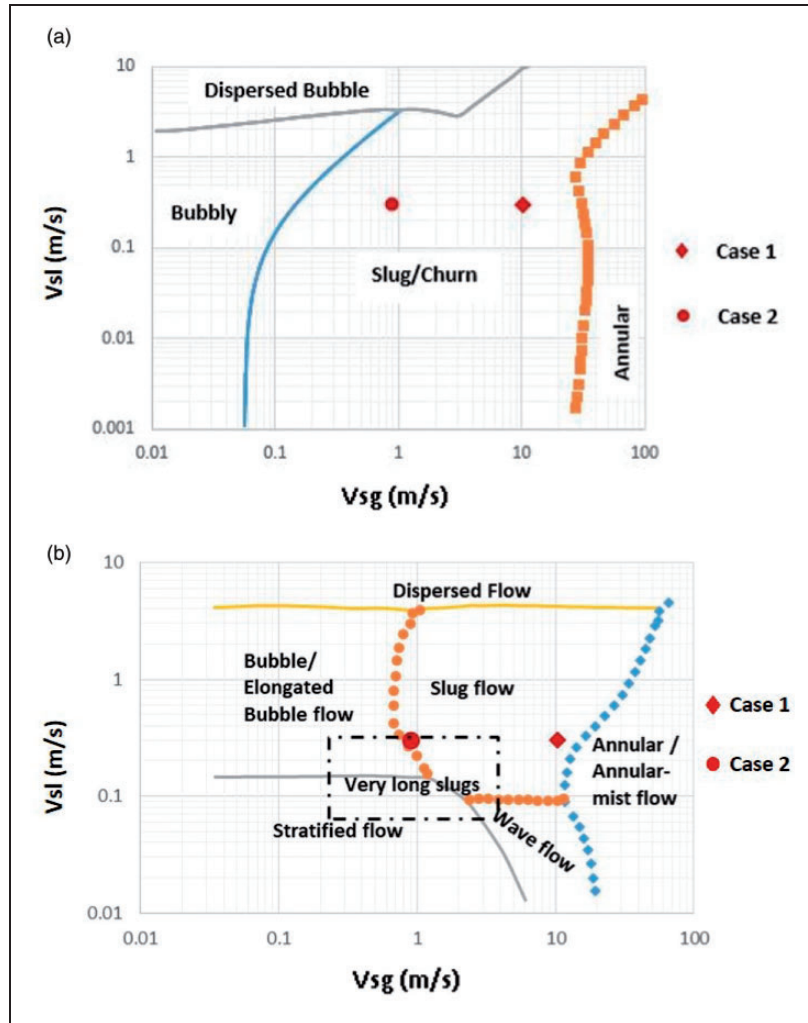 (a)
10
Dispersed Bubble
1
Bubbly
Vsl (m/s)
0.1
Slug/Churn
Case 1
Case 2
Annular
0.01
0.001
0.01
0.1
1
10
100
Vsg (m/s)
(b)
10
Dispersed Flow
Bubble/
Elongated
Bubble flow
Slug flow
1
Vsl (m/s)
Case 1
Case 2
Annular /
Annular-
mist flow
Very long slugs
0.1
Stratified flow
Wave flow
0.01
0.01
0.1
1
10
100
Vsg (m/s)